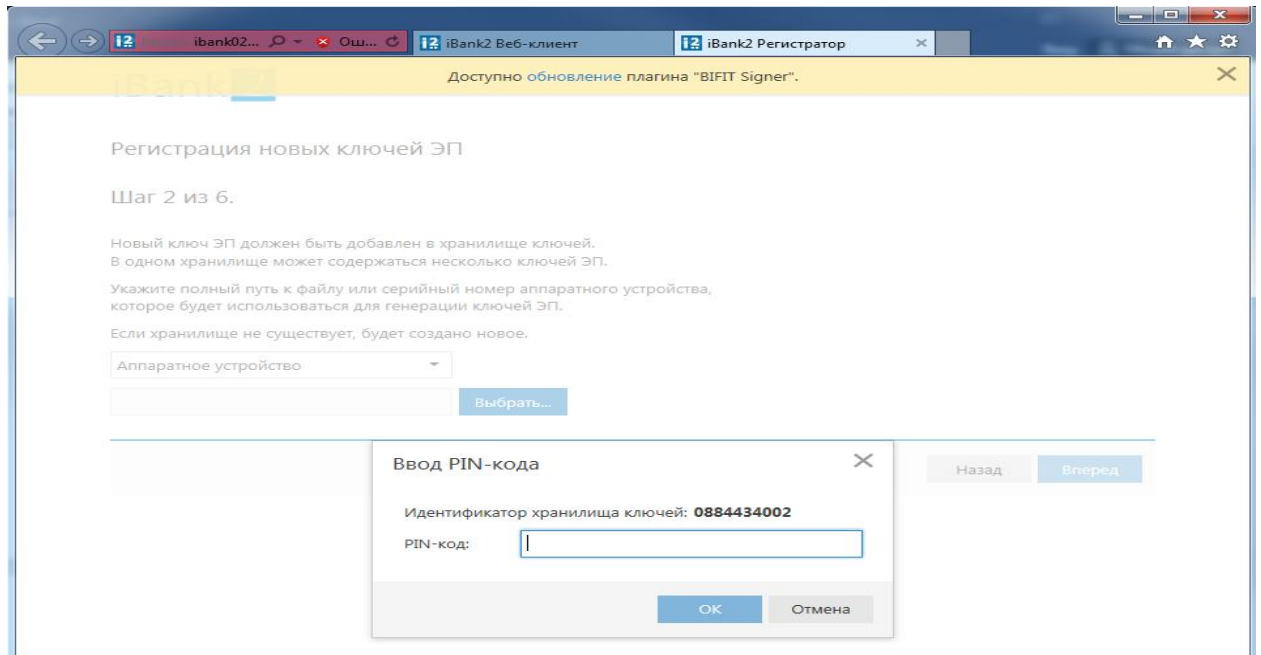 ibank02... Ош... iBank2 Веб-клиент iBank2 Регистратор
Доступно обновление плагина "BIFIT Signer".
iBank 2
Регистрация новых ключей ЭП
Шаг 2 из 6.
Новый ключ ЭП должен быть добавлен в хранилище ключей.
В одном хранилище может содержаться несколько ключей ЭП.
Укажите полный путь к файлу или серийный номер аппаратного устройства,
которое будет использоваться для генерации ключей ЭП.
Если хранилище не существует, будет создано новое.
Аппаратное устройство
Выбрать...
Ввод PIN-кода
Назад Вперед
Идентификатор хранилища ключей: 0884434002
PIN-код:
OK Отмена